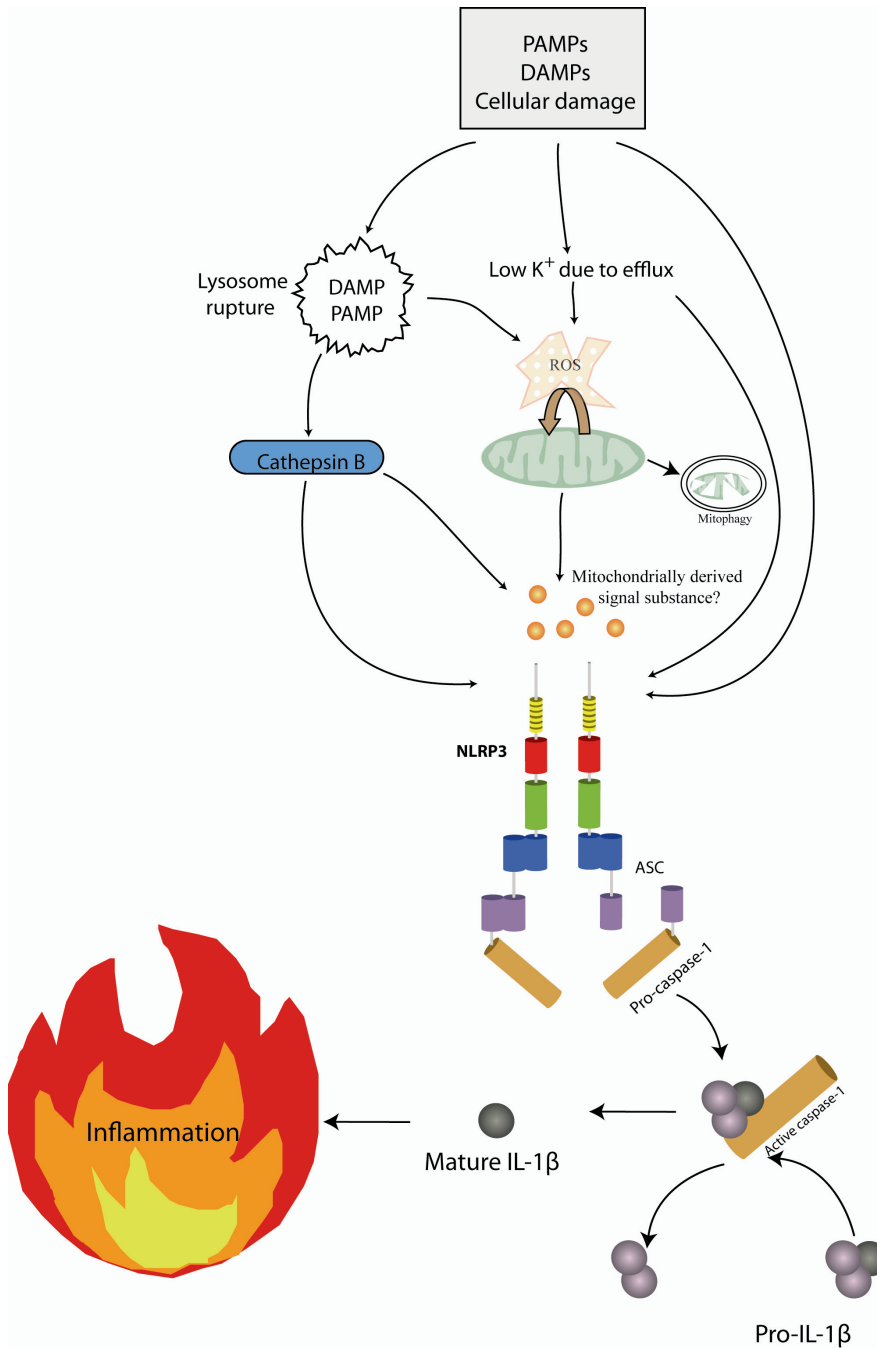 PAMPs
DAMPs
Cellular damage
Lysosome
rupture
DAMP
PAMP
Low K⁺ due to efflux
ROS
Cathepsin B
Mitophagy
Mitochondrially derived
signal substance?
NLRP3
ASC
Pro-caspase-1
Active caspase-1
Inflammation
Mature IL-1β
Pro-IL-1β